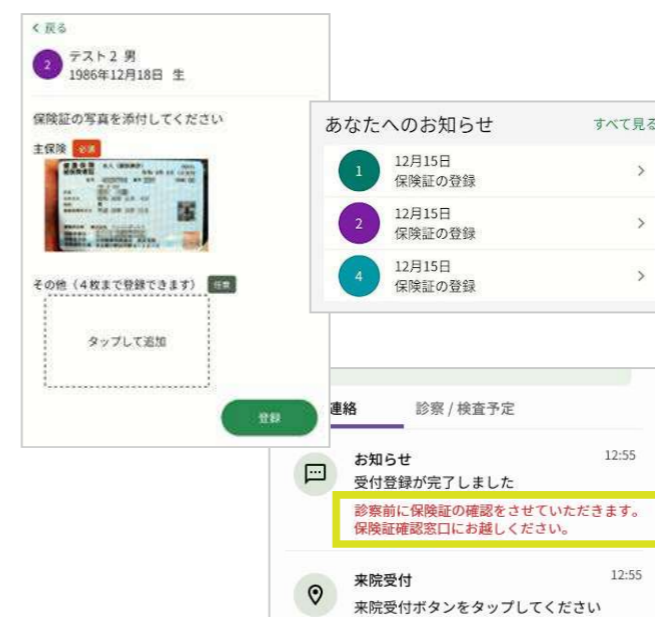 < 戻る
2
テスト2 男
1986年12月18日 生
保険証の写真を添付してください
主保険 必須
その他（４枚まで登録できます） 任意
タップして追加
登録
あなたへのお知らせ すべて見る
1
12月15日
保険証の登録
2
12月15日
保険証の登録
4
12月15日
保険証の登録
連絡 診察 / 検査予定
お知らせ 12:55
受付登録が完了しました
診察前に保険証の確認をさせていただきます。
保険証確認窓口にお越しください。
来院受付 12:55
来院受付ボタンをタップしてください